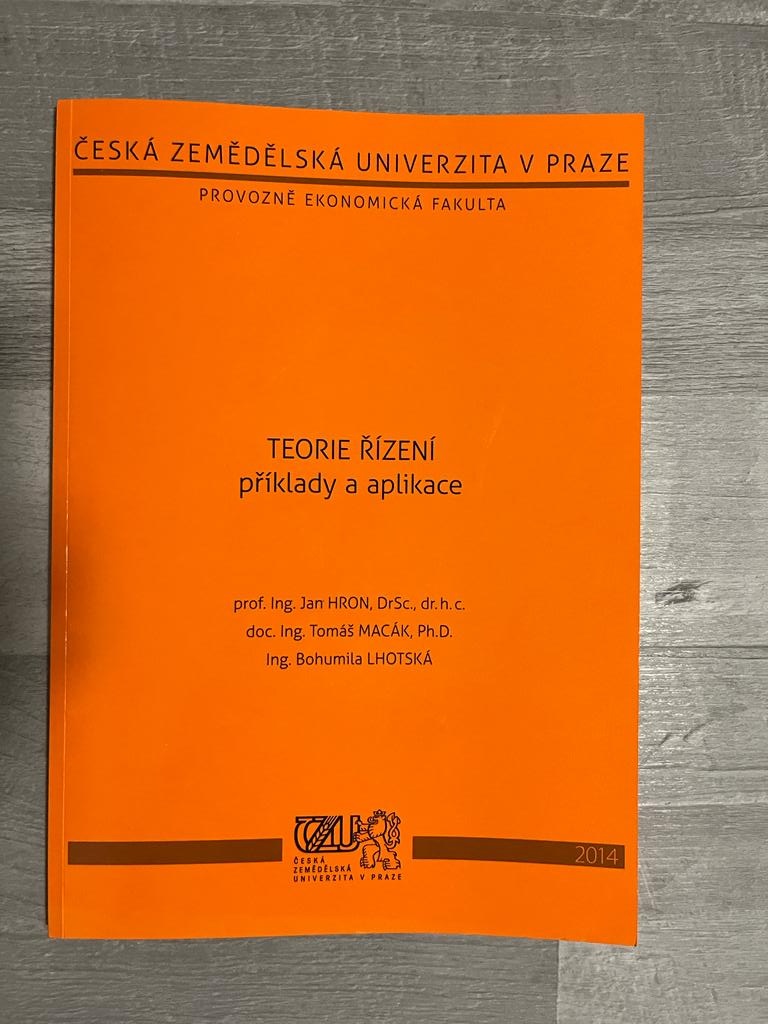 ČESKÁ ZEMĚDĚLSKÁ UNIVERZITA V PRAZE
PROVOZNĚ EKONOMICKÁ FAKULTA
TEORIE ŘÍZENÍ
příklady a aplikace
prof. Ing. Jan HRON, DrSc., dr. h. c.
doc. Ing. Tomáš MACÁK, Ph.D.
Ing. Bohumila LHOTSKÁ
ČZU
ČESKÁ
ZEMĚDĚLSKÁ
UNIVERZITA V PRAZE
2014